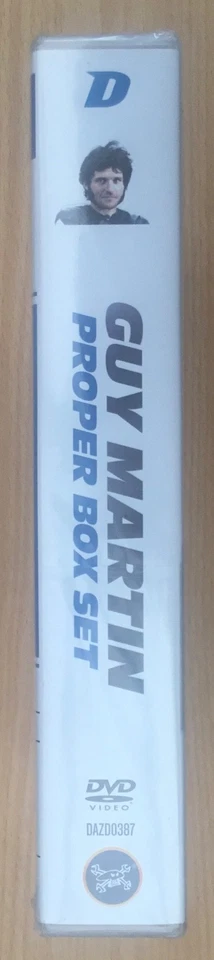 D
GUY MARTIN
PROPER BOX SET
DVD
VIDEO
DAZD0387